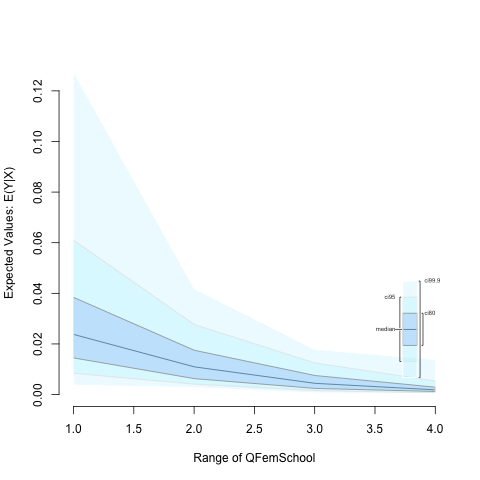 Expected Values: E(Y|X)
0.12
0.10
0.08
0.06
0.04
0.02
0.00
ci99.9
ci95
ci80
median
1.0 1.5 2.0 2.5 3.0 3.5 4.0
Range of QFemSchool